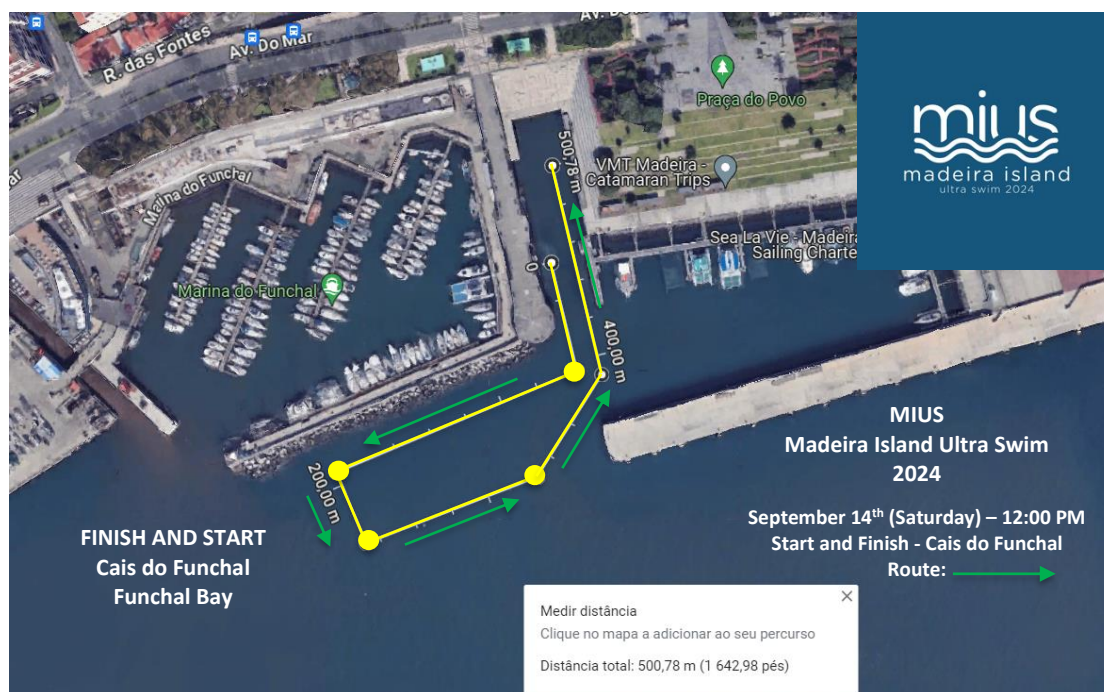 R. das Fontes
Av. Do Mar
Praça do Povo
500,78 m
VMT Madeira -
Catamaran Trips
Marina do Funchal
Sea La Vie - Madeira
Sailing Charte
0
Marina do Funchal
400,00 m
200,00 m
mius
madeira island
ultra swim 2024
MIUS
Madeira Island Ultra Swim
2024
September 14th (Saturday) – 12:00 PM
Start and Finish - Cais do Funchal
Route:
FINISH AND START
Cais do Funchal
Funchal Bay
Medir distância
Clique no mapa a adicionar ao seu percurso
Distância total: 500,78 m (1 642,98 pés)